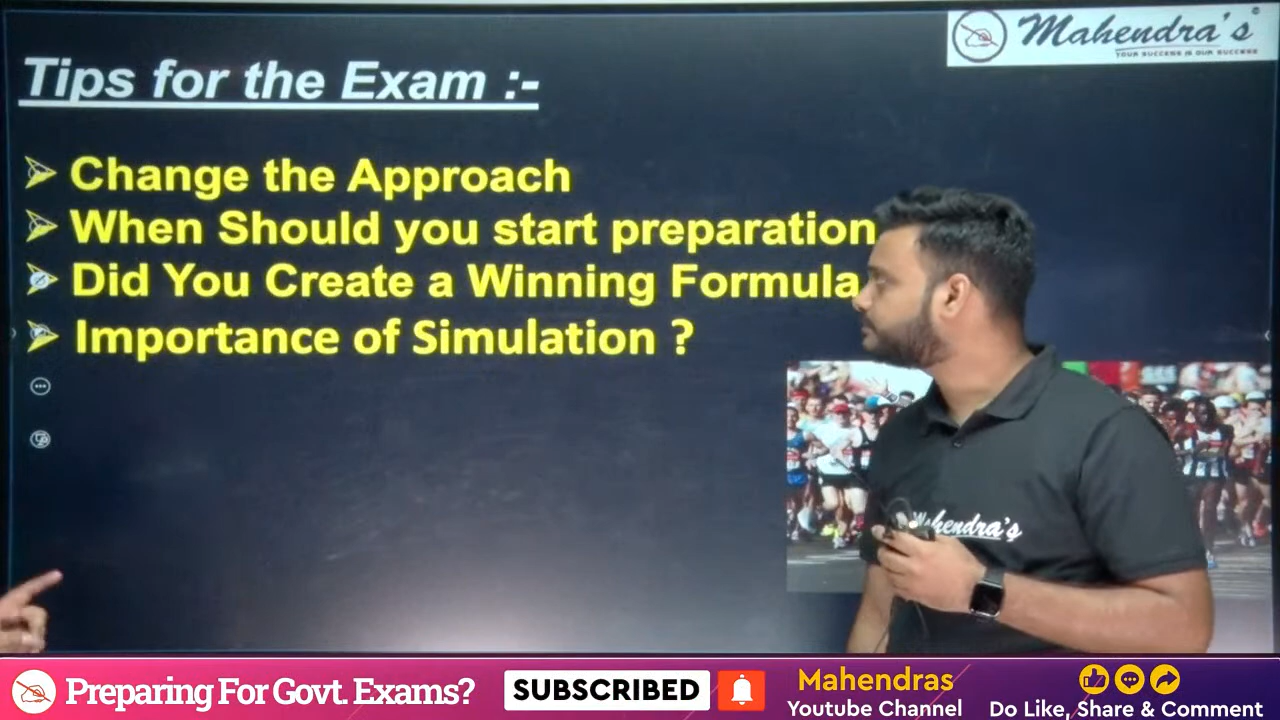 Mahendra's
YOUR SUCCESS IS OUR SUCCESS
Tips for the Exam :-
Change the Approach
When Should you start preparation
Did You Create a Winning Formula
Importance of Simulation ?
Mahendra's
Preparing For Govt. Exams?
SUBSCRIBED
Mahendras
Youtube Channel
Do Like, Share & Comment